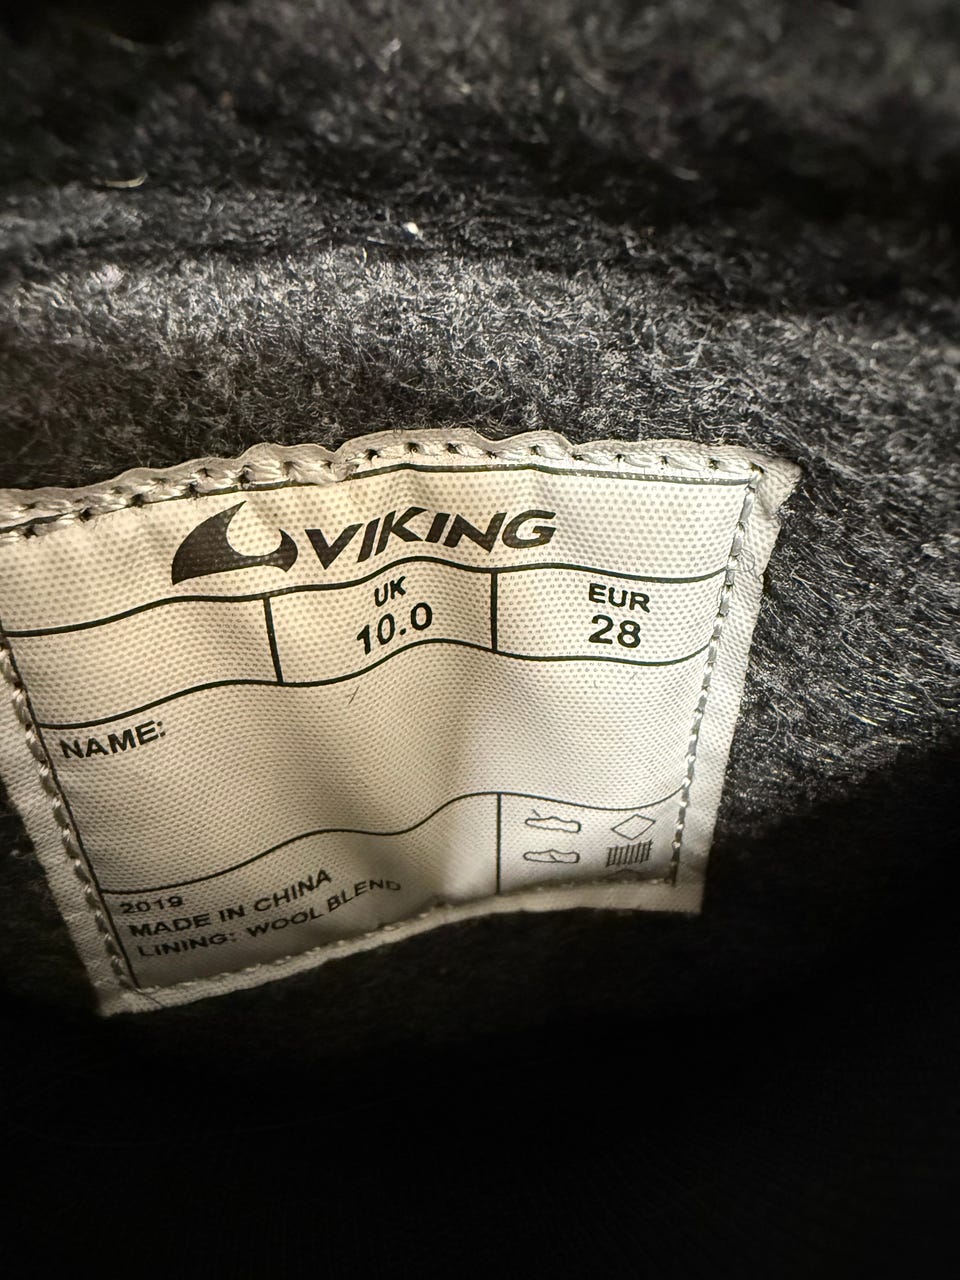 VIKING
UK
10.0
EUR
28
NAME:
2019
MADE IN CHINA
LINING: WOOL BLEND